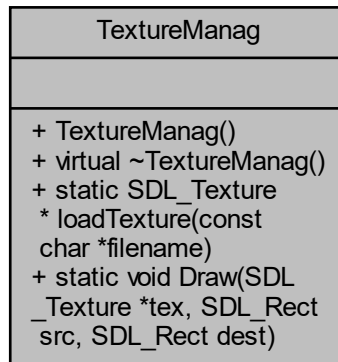 TextureManag
+ TextureManag()
+ virtual ~TextureManag()
+ static SDL_Texture
* loadTexture(const
char *filename)
+ static void Draw(SDL
_Texture *tex, SDL_Rect
src, SDL_Rect dest)